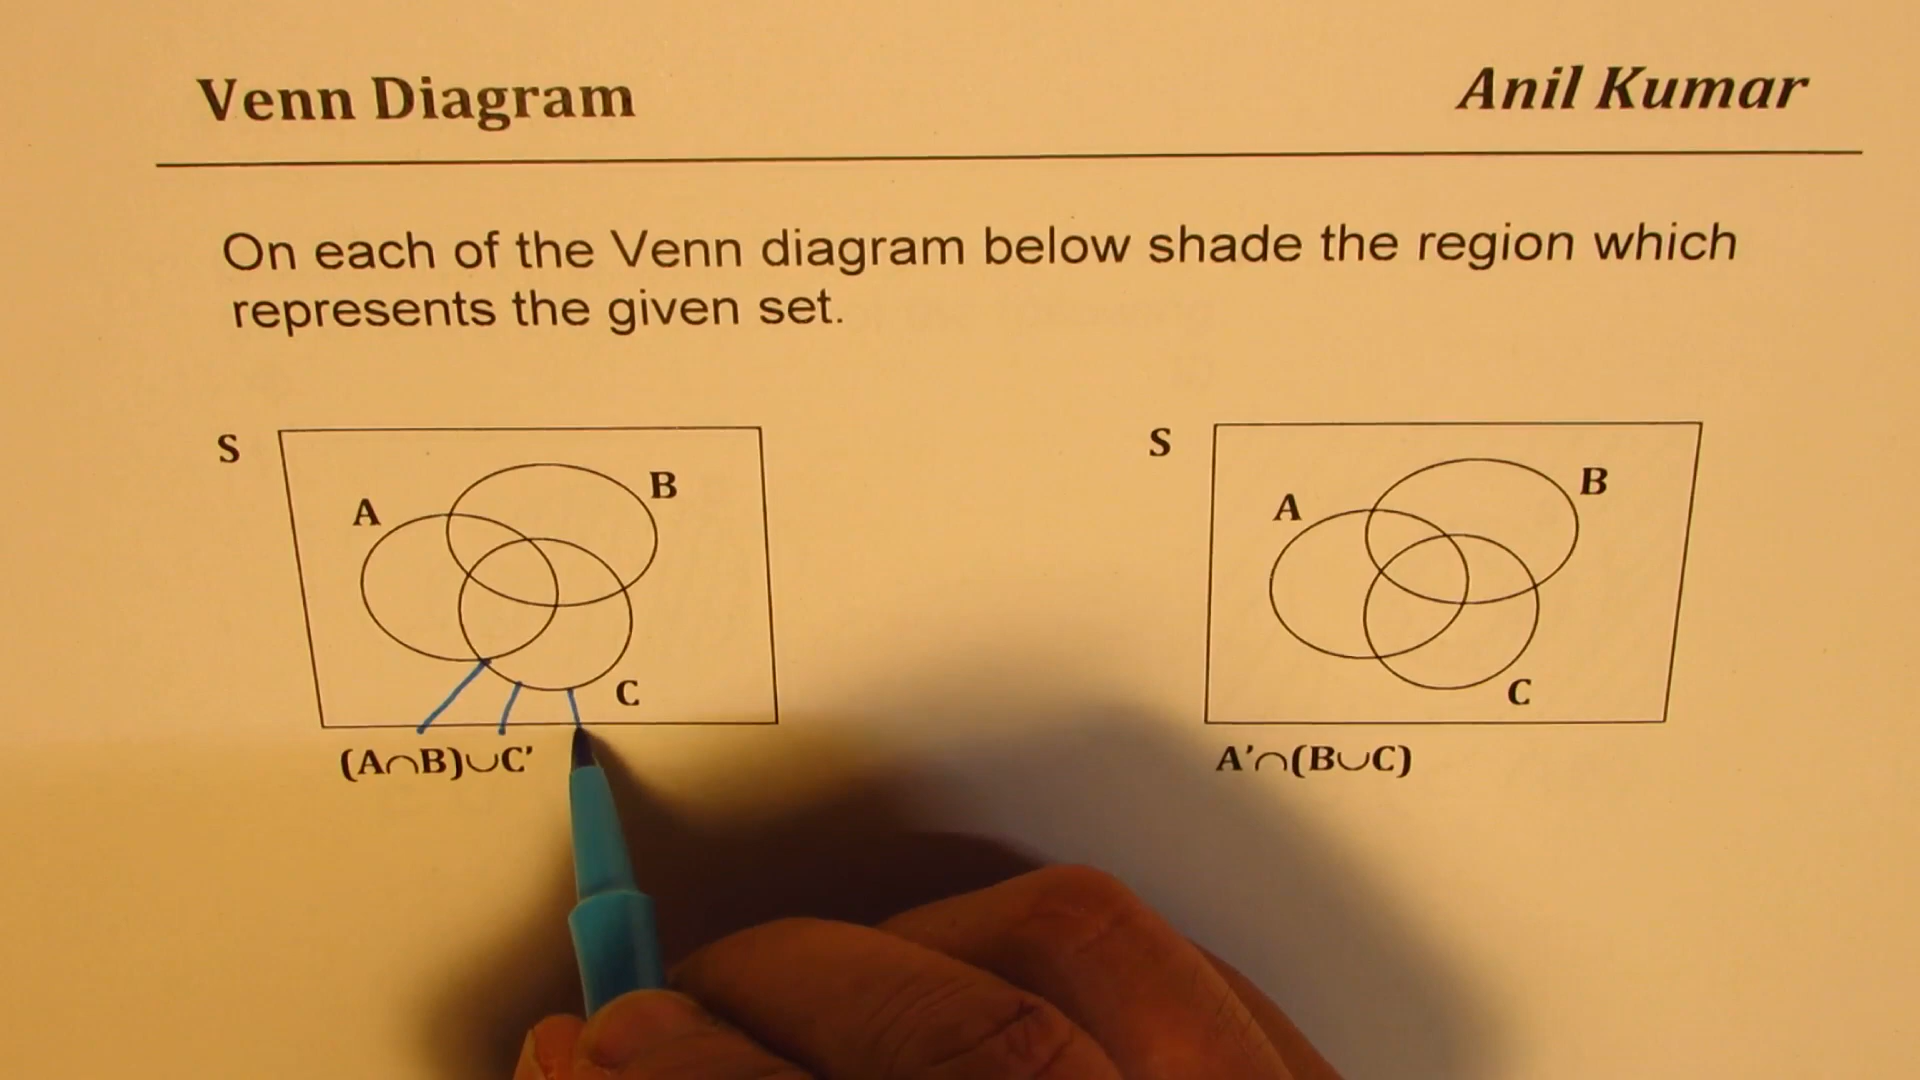 Venn Diagram
Anil Kumar
On each of the Venn diagram below shade the region which
represents the given set.
S
A
B
C
(A∩B)∪C'
S
A
B
C
A'∩(B∪C)